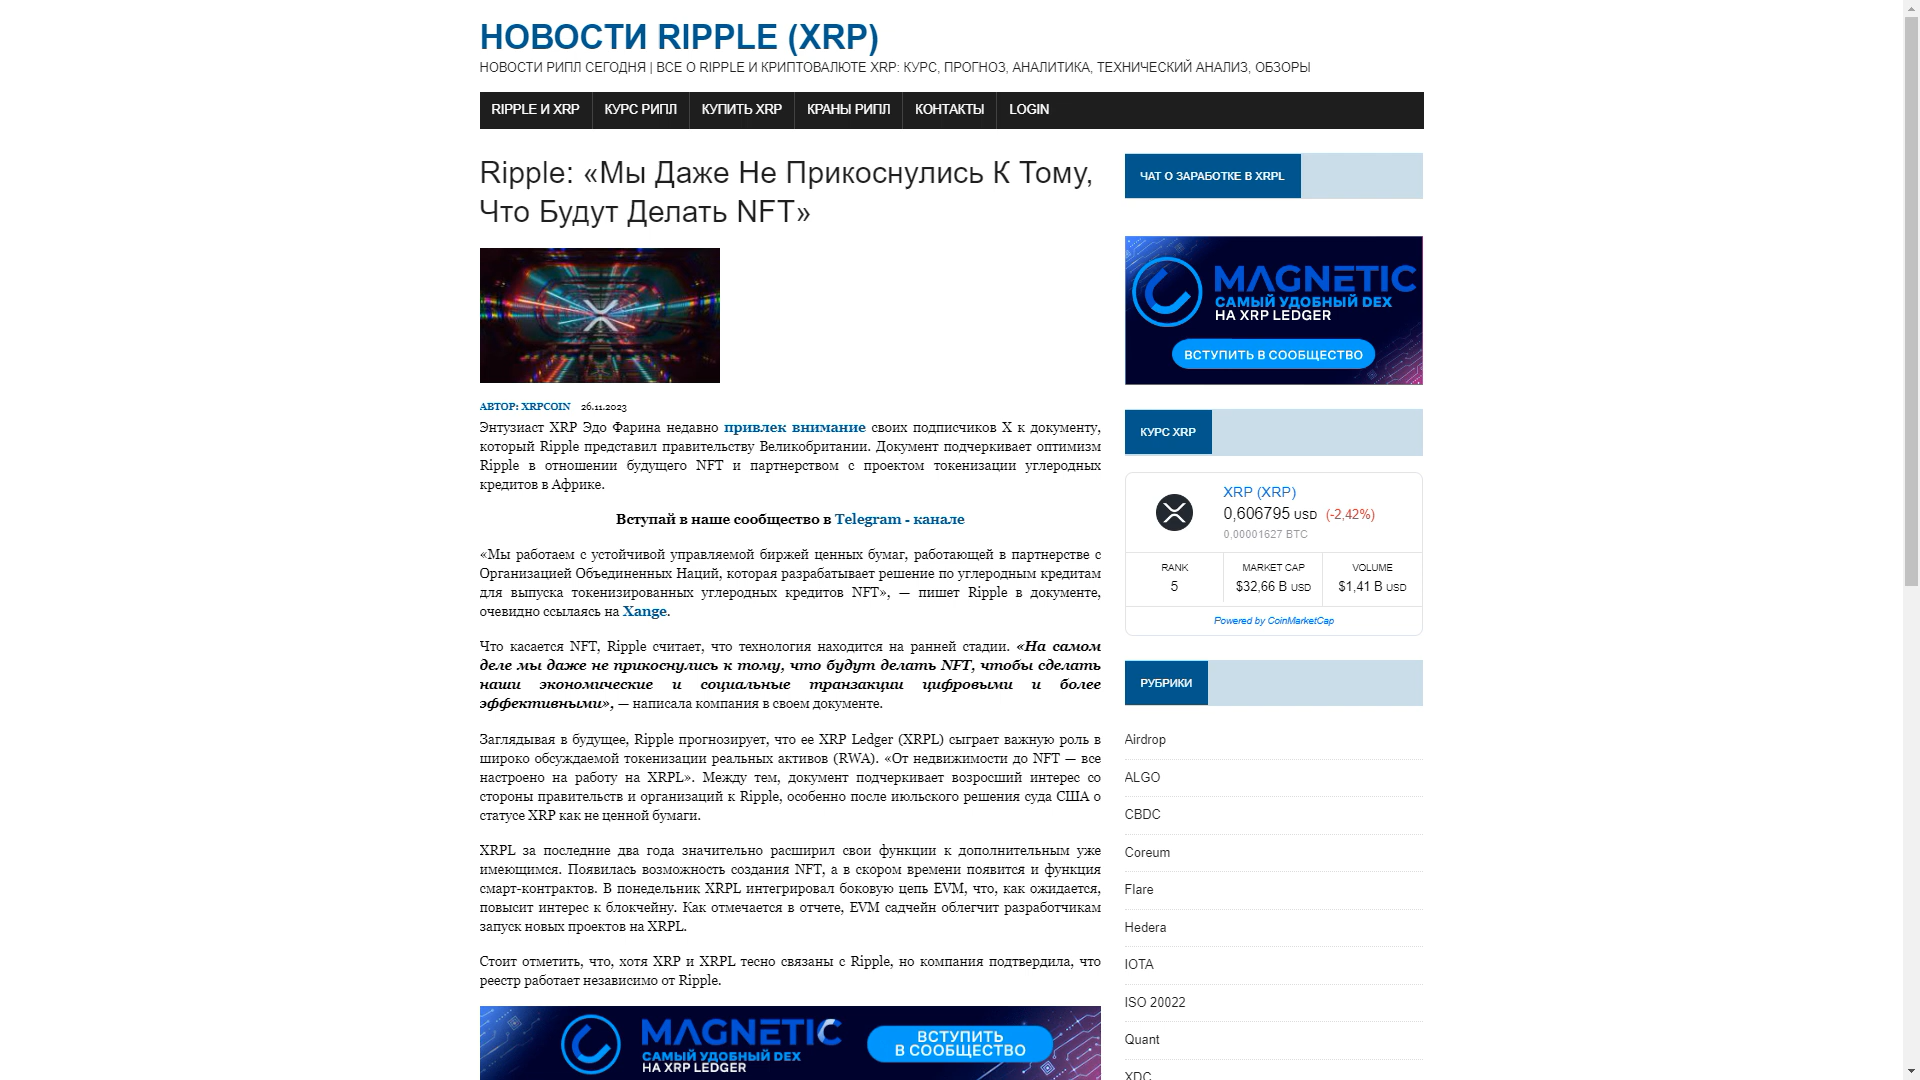 НОВОСТИ RIPPLE (XRP)
НОВОСТИ РИПЛ СЕГОДНЯ | ВСЕ О RIPPLE И КРИПТОВАЛЮТЕ XRP: КУРС, ПРОГНОЗ, АНАЛИТИКА, ТЕХНИЧЕСКИЙ АНАЛИЗ, ОБЗОРЫ
RIPPLE И XRP
КУРС РИПЛ
КУПИТЬ XRP
КРАНЫ РИПЛ
КОНТАКТЫ
LOGIN
Ripple: «Мы Даже Не Прикоснулись К Тому,
Что Будут Делать NFT»
АВТОР: XRPCOIN 26.11.2023
Энтузиаст XRP Эдо Фарина недавно привлек внимание своих подписчиков X к документу,
который Ripple представил правительству Великобритании. Документ подчеркивает оптимизм
Ripple в отношении будущего NFT и партнерством с проектом токенизации углеродных
кредитов в Африке.
Вступай в наше сообщество в Telegram - канале
«Мы работаем с устойчивой управляемой биржей ценных бумаг, работающей в партнерстве с
Организацией Объединенных Наций, которая разрабатывает решение по углеродным кредитам
для выпуска токенизированных углеродных кредитов NFT», — пишет Ripple в документе,
очевидно ссылаясь на Xange.
Что касается NFT, Ripple считает, что технология находится на ранней стадии. «На самом
деле мы даже не прикоснулись к тому, что будут делать NFT, чтобы сделать
наши экономические и социальные транзакции цифровыми и более
эффективными», — написала компания в своем документе.
Заглядывая в будущее, Ripple прогнозирует, что ее XRP Ledger (XRPL) сыграет важную роль в
широко обсуждаемой токенизации реальных активов (RWA). «От недвижимости до NFT — все
настроено на работу на XRPL». Между тем, документ подчеркивает возросший интерес со
стороны правительств и организаций к Ripple, особенно после июльского решения суда США о
статусе XRP как не ценной бумаги.
XRPL за последние два года значительно расширил свои функции к дополнительным уже
имеющимся. Появилась возможность создания NFT, а в скором времени появится и функция
смарт-контрактов. В понедельник XRPL интегрировал боковую цепь EVM, что, как ожидается,
повысит интерес к блокчейну. Как отмечается в отчете, EVM садчейн облегчит разработчикам
запуск новых проектов на XRPL.
Стоит отметить, что, хотя XRP и XRPL тесно связаны с Ripple, но компания подтвердила, что
реестр работает независимо от Ripple.
MAGNETIC
САМЫЙ УДОБНЫЙ DEX
НА XRP LEDGER
ВСТУПИТЬ
В СООБЩЕСТВО
ЧАТ О ЗАРАБОТКЕ В XRPL
MAGNETIC
САМЫЙ УДОБНЫЙ DEX
НА XRP LEDGER
ВСТУПИТЬ В СООБЩЕСТВО
КУРС XRP
XRP (XRP)
0,606795 USD (-2,42%)
0,00001627 BTC
RANK
5
MARKET CAP
$32,66 B USD
VOLUME
$1,41 B USD
Powered by CoinMarketCap
РУБРИКИ
Airdrop
ALGO
CBDC
Coreum
Flare
Hedera
IOTA
ISO 20022
Quant
XDC